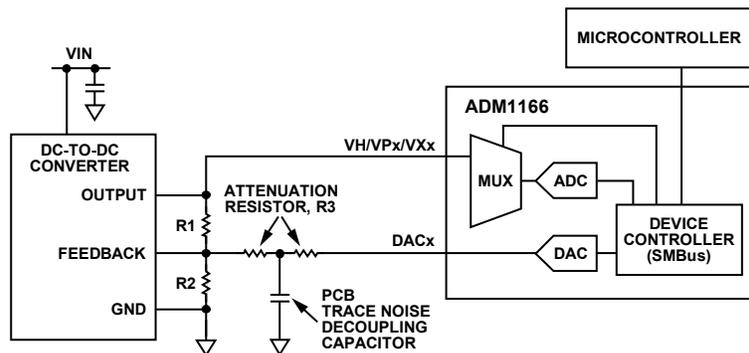 VIN
MICROCONTROLLER
ADM1166
DC-TO-DC
CONVERTER
VH/VPx/VXx
MUX
ADC
OUTPUT
ATTENUATION
RESISTOR, R3
R1
DEVICE
CONTROLLER
(SMBus)
FEEDBACK
DACx
DAC
R2
PCB
TRACE NOISE
DECOUPLING
CAPACITOR
GND